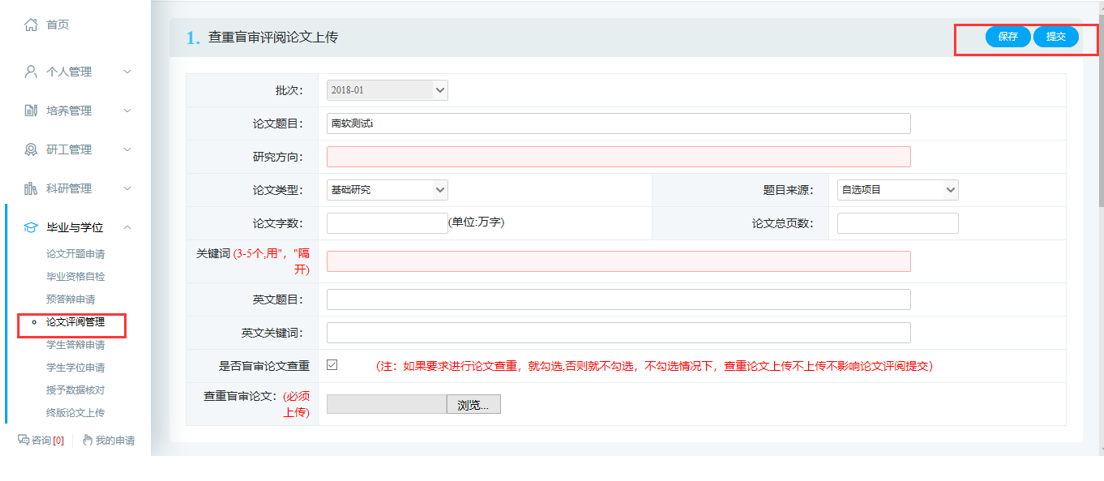 首页
个人管理
培养管理
研工管理
科研管理
毕业与学位
论文开题申请
毕业资格自检
预答辩申请
论文评阅管理
学生答辩申请
学生学位申请
授予数据核对
终版论文上传
咨询[0] 我的申请
1. 查重盲审评阅论文上传
保存 提交
批次： 2018-01
论文题目： 南软测试i
研究方向：
论文类型： 基础研究 题目来源： 自选项目
论文字数： (单位:万字) 论文总页数：
关键词 (3-5个,用"，"隔
开)
英文题目：
英文关键词：
是否盲审论文查重 （注：如果要求进行论文查重，就勾选,否则就不勾选，不勾选情况下，查重论文上传不上传不影响论文评阅提交）
查重盲审论文：(必须
上传) 浏览...